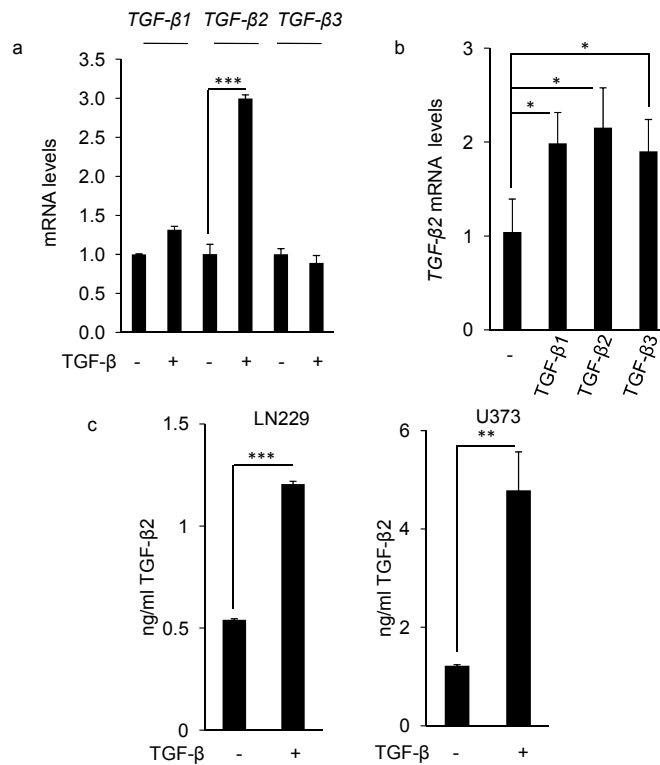 TGF-β1 TGF-β2 TGF-β3
a
mRNA levels
3.5
3.0
2.5
2.0
1.5
1.0
0.5
0.0
***
TGF-β - + - + - +
b
TGF-β2 mRNA levels
3
2
1
0
*
*
*
- TGF-β1 TGF-β2 TGF-β3
c
LN229
ng/ml TGF-β2
1.5
1
0.5
0
***
TGF-β - +
U373
ng/ml TGF-β2
6
4
2
0
**
TGF-β - +